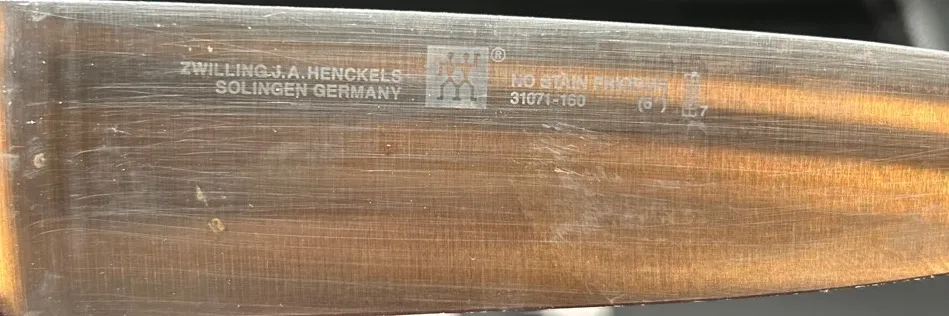 ZWILLING J.A. HENCKELS
SOLINGEN GERMANY
®
NO STAIN
31071-160 (6")